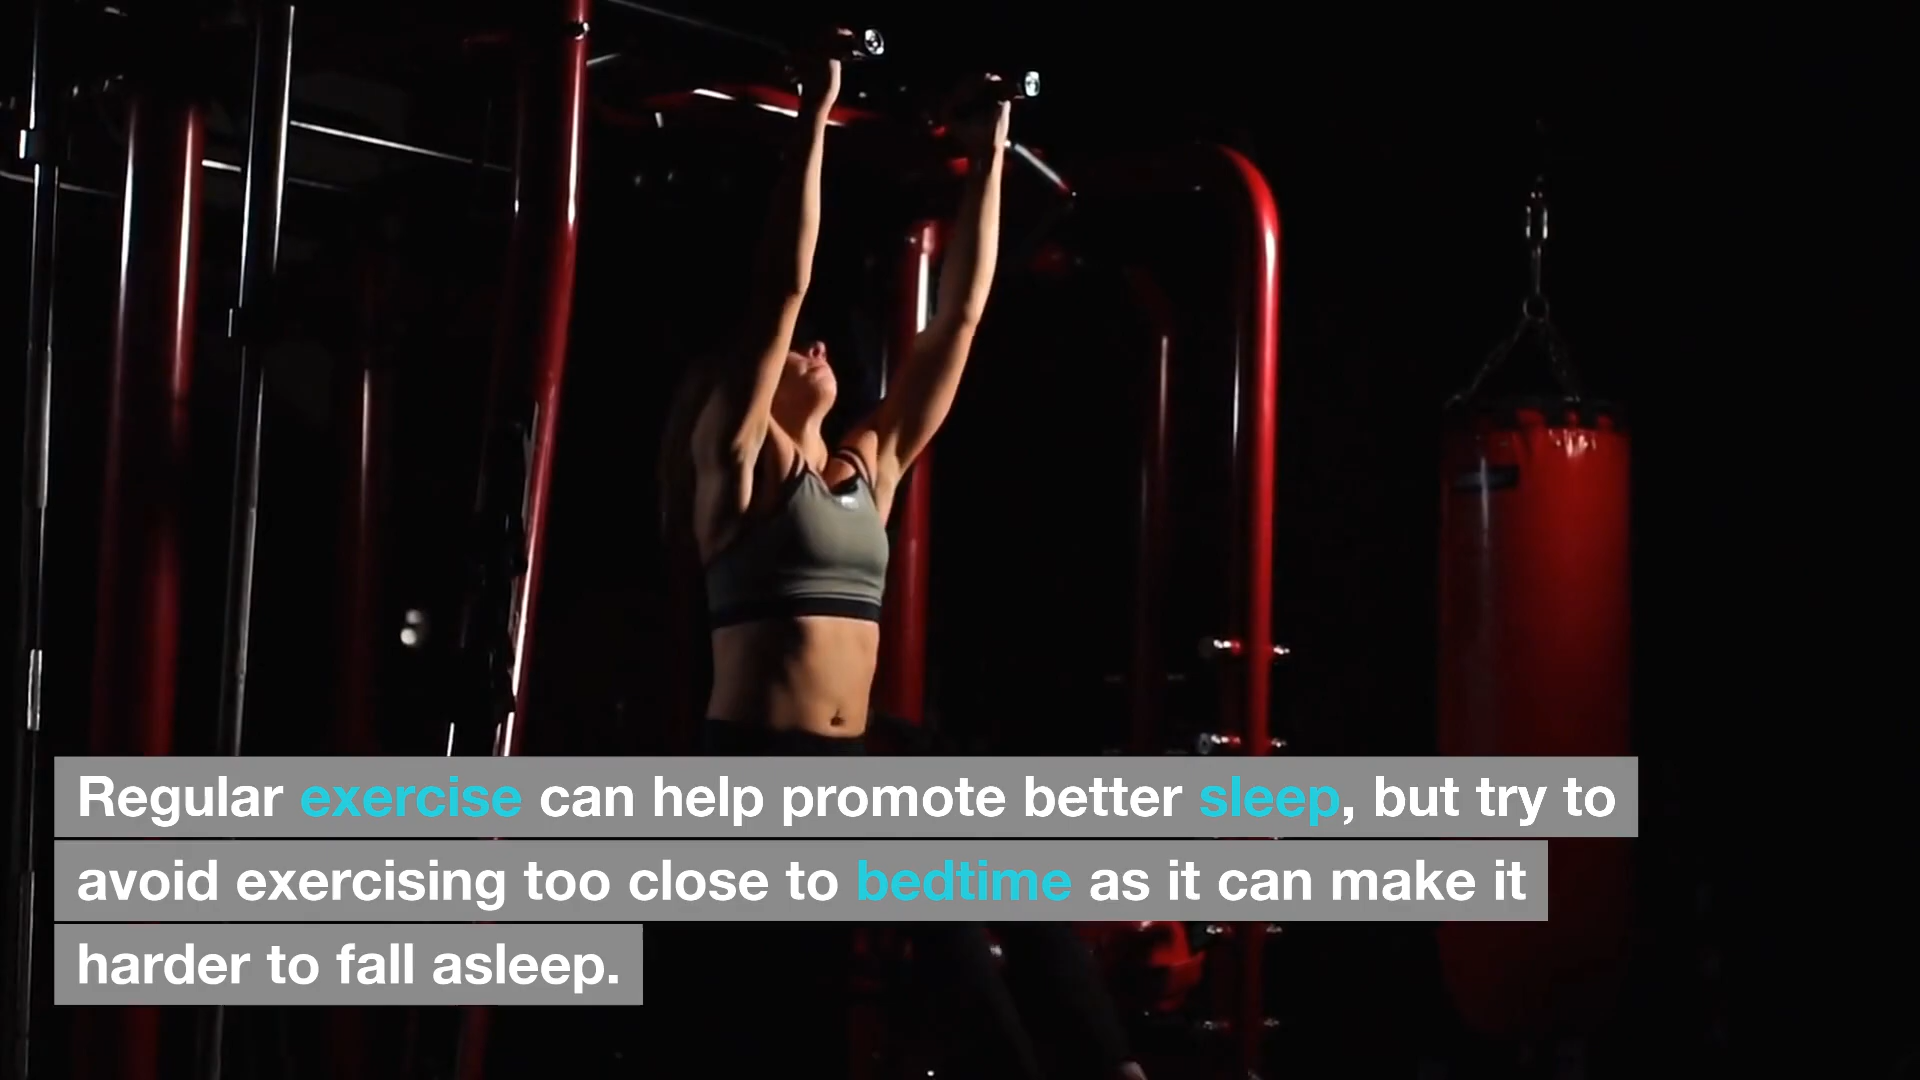 Regular exercise can help promote better sleep, but try to
avoid exercising too close to bedtime as it can make it
harder to fall asleep.